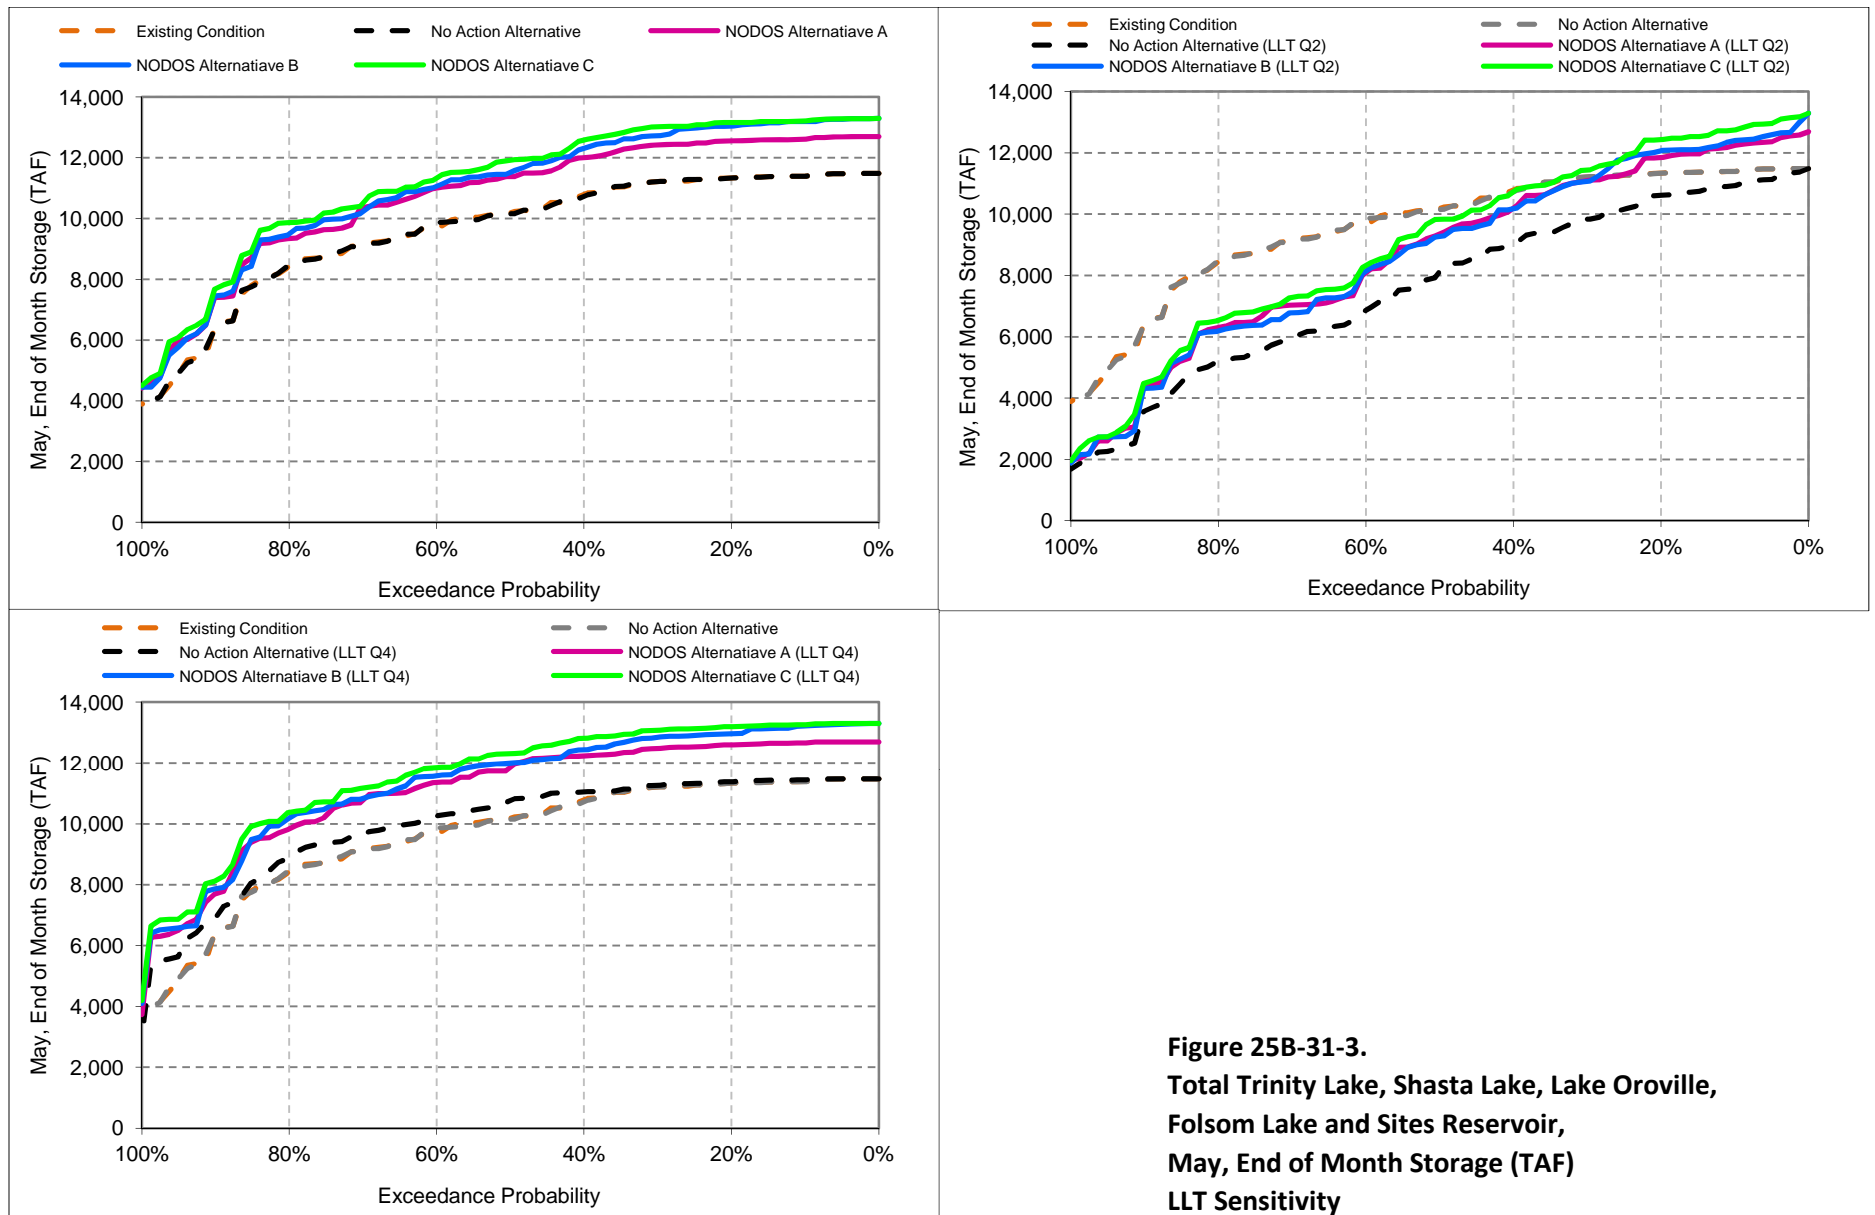 Existing Condition
No Action Alternative
NODOS Alternatiave A
NODOS Alternatiave B
NODOS Alternatiave C
May, End of Month Storage (TAF)
14,000
12,000
10,000
8,000
6,000
4,000
2,000
0
100% 80% 60% 40% 20% 0%
Exceedance Probability
Existing Condition
No Action Alternative
No Action Alternative (LLT Q2)
NODOS Alternatiave A (LLT Q2)
NODOS Alternatiave B (LLT Q2)
NODOS Alternatiave C (LLT Q2)
May, End of Month Storage (TAF)
14,000
12,000
10,000
8,000
6,000
4,000
2,000
0
100% 80% 60% 40% 20% 0%
Exceedance Probability
Existing Condition
No Action Alternative
No Action Alternative (LLT Q4)
NODOS Alternatiave A (LLT Q4)
NODOS Alternatiave B (LLT Q4)
NODOS Alternatiave C (LLT Q4)
May, End of Month Storage (TAF)
14,000
12,000
10,000
8,000
6,000
4,000
2,000
0
100% 80% 60% 40% 20% 0%
Exceedance Probability
Figure 25B-31-3.
Total Trinity Lake, Shasta Lake, Lake Oroville,
Folsom Lake and Sites Reservoir,
May, End of Month Storage (TAF)
LLT Sensitivity